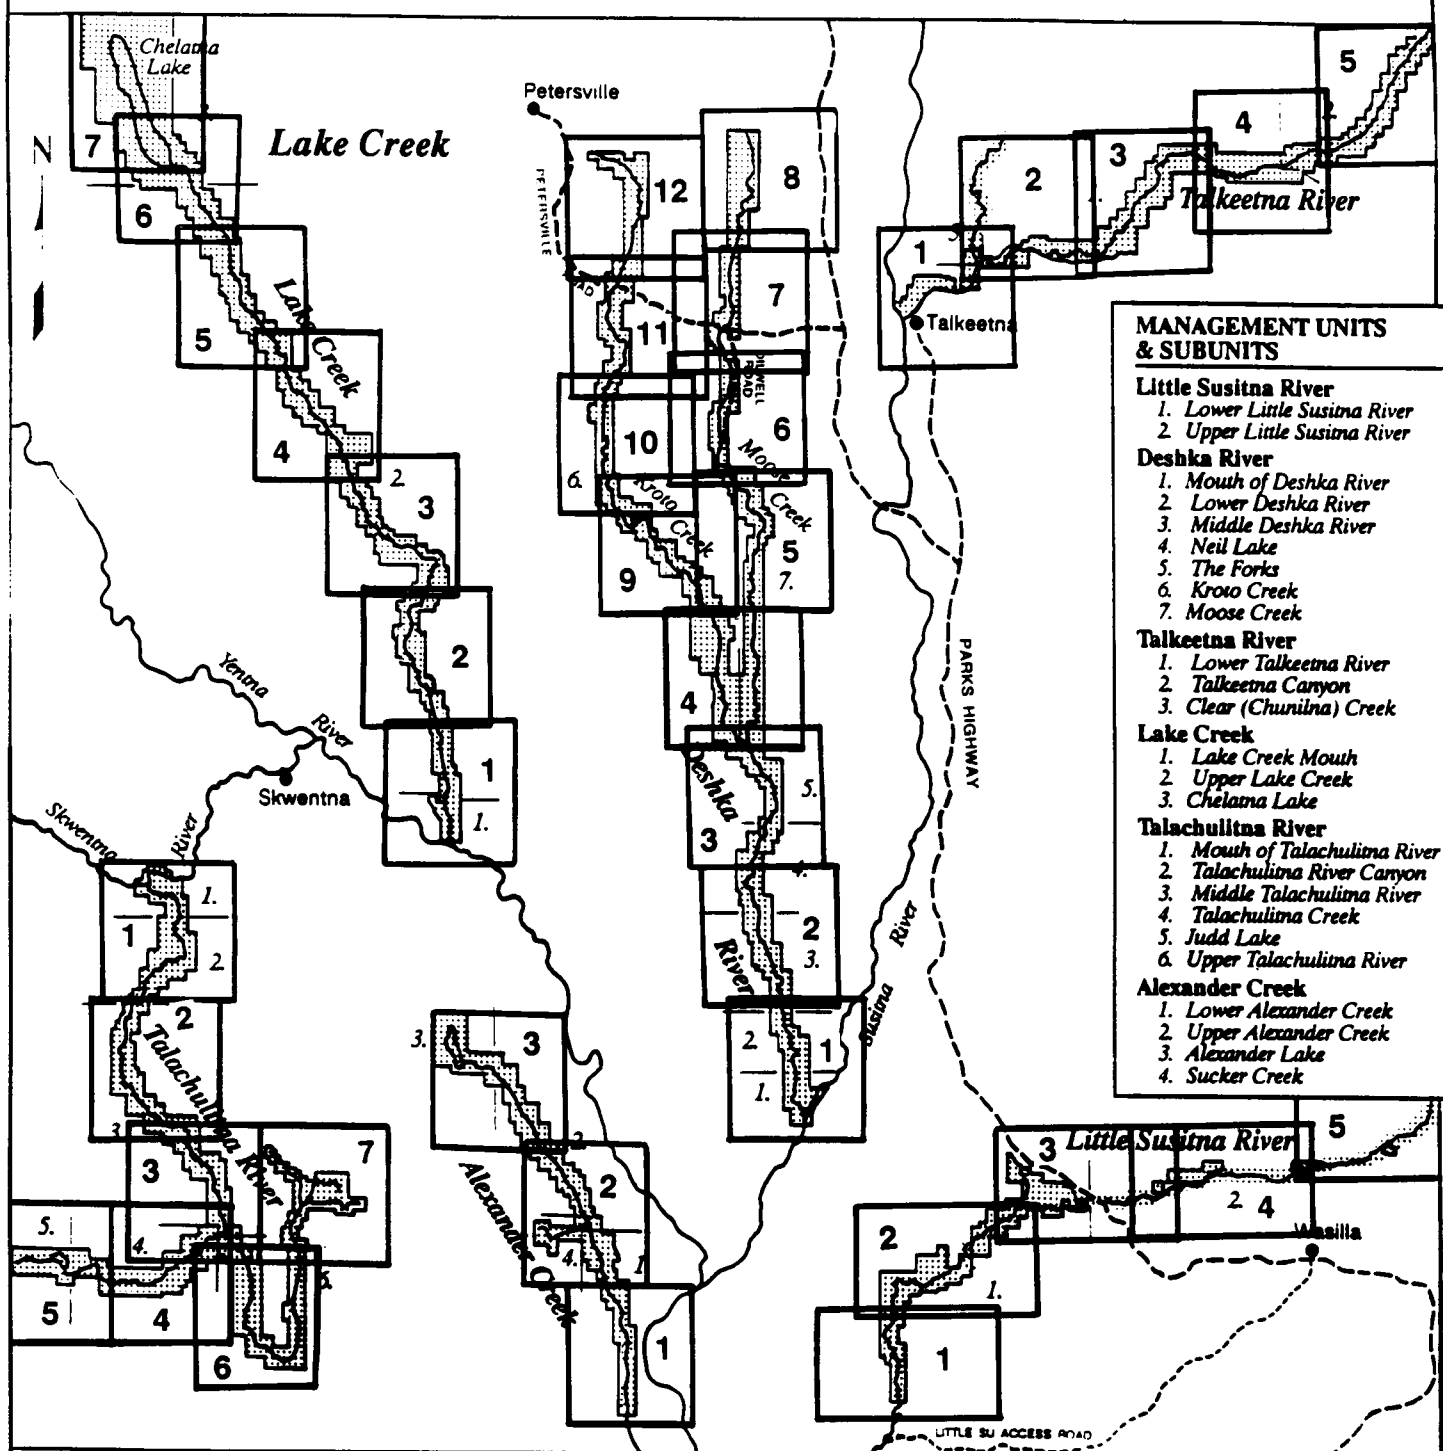 Chelatna
Lake
7
N
Lake Creek
6
5
Lake
Creek
4
2.
3
2
1
1.
Petersville
PETERSVILLE
ROAD
12
8
7
11
OILWELL
ROAD
6
10
6.
Moose
Creek
Kroto
Creek
5
7.
9
4
Deshka
River
5.
3
4.
2
3.
2.
1
1.
PARKS HIGHWAY
Susitna
River
5
4
3
2
3.
Talkeetna River
1
Talkeetna
MANAGEMENT UNITS
& SUBUNITS
Little Susitna River
1. Lower Little Susitna River
2. Upper Little Susitna River
Deshka River
1. Mouth of Deshka River
2. Lower Deshka River
3. Middle Deshka River
4. Neil Lake
5. The Forks
6. Kroto Creek
7. Moose Creek
Talkeetna River
1. Lower Talkeetna River
2. Talkeetna Canyon
3. Clear (Chunilna) Creek
Lake Creek
1. Lake Creek Mouth
2. Upper Lake Creek
3. Chelatna Lake
Talachulitna River
1. Mouth of Talachulitna River
2. Talachulitna River Canyon
3. Middle Talachulitna River
4. Talachulitna Creek
5. Judd Lake
6. Upper Talachulitna River
Alexander Creek
1. Lower Alexander Creek
2. Upper Alexander Creek
3. Alexander Lake
4. Sucker Creek
Yentna
River
Skwentna
Skwentna
River
1.
1
2.
2
Talachulitna River
3.
3
7
5.
4.
5
4
6
6.
3.
3
2.
2
4.
1.
Alexander Creek
1
Little Susitna River
3
5
2.
4
Wasilla
2
1.
1
LITTLE SU ACCESS ROAD